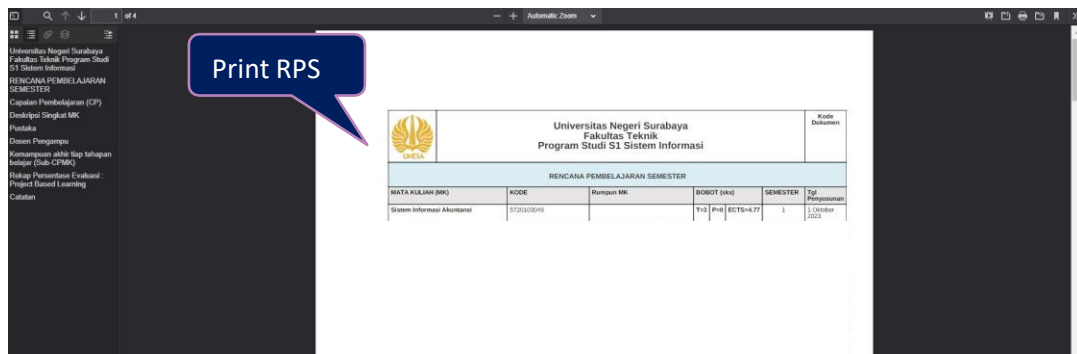 1 of 4
Automatic Zoom
Universitas Negeri Surabaya
Fakultas Teknik Program Studi
S1 Sistem Informasi
RENCANA PEMBELAJARAN
SEMESTER
Capaian Pembelajaran (CP)
Deskripsi Singkat MK
Pustaka
Dosen Pengampu
Kemampuan akhir tiap tahapan
belajar (Sub-CPMK)
Rekap Persentase Evaluasi :
Project Based Learning
Catatan
Print RPS
UNESA
Universitas Negeri Surabaya
Fakultas Teknik
Program Studi S1 Sistem Informasi
Kode
Dokumen
RENCANA PEMBELAJARAN SEMESTER
MATA KULIAH (MK) KODE Rumpun MK BOBOT (sks) SEMESTER Tgl
Penyusunan
Sistem Informasi Akuntansi T=3 P=0 ECTS=4.77 1 1 Oktober
2023